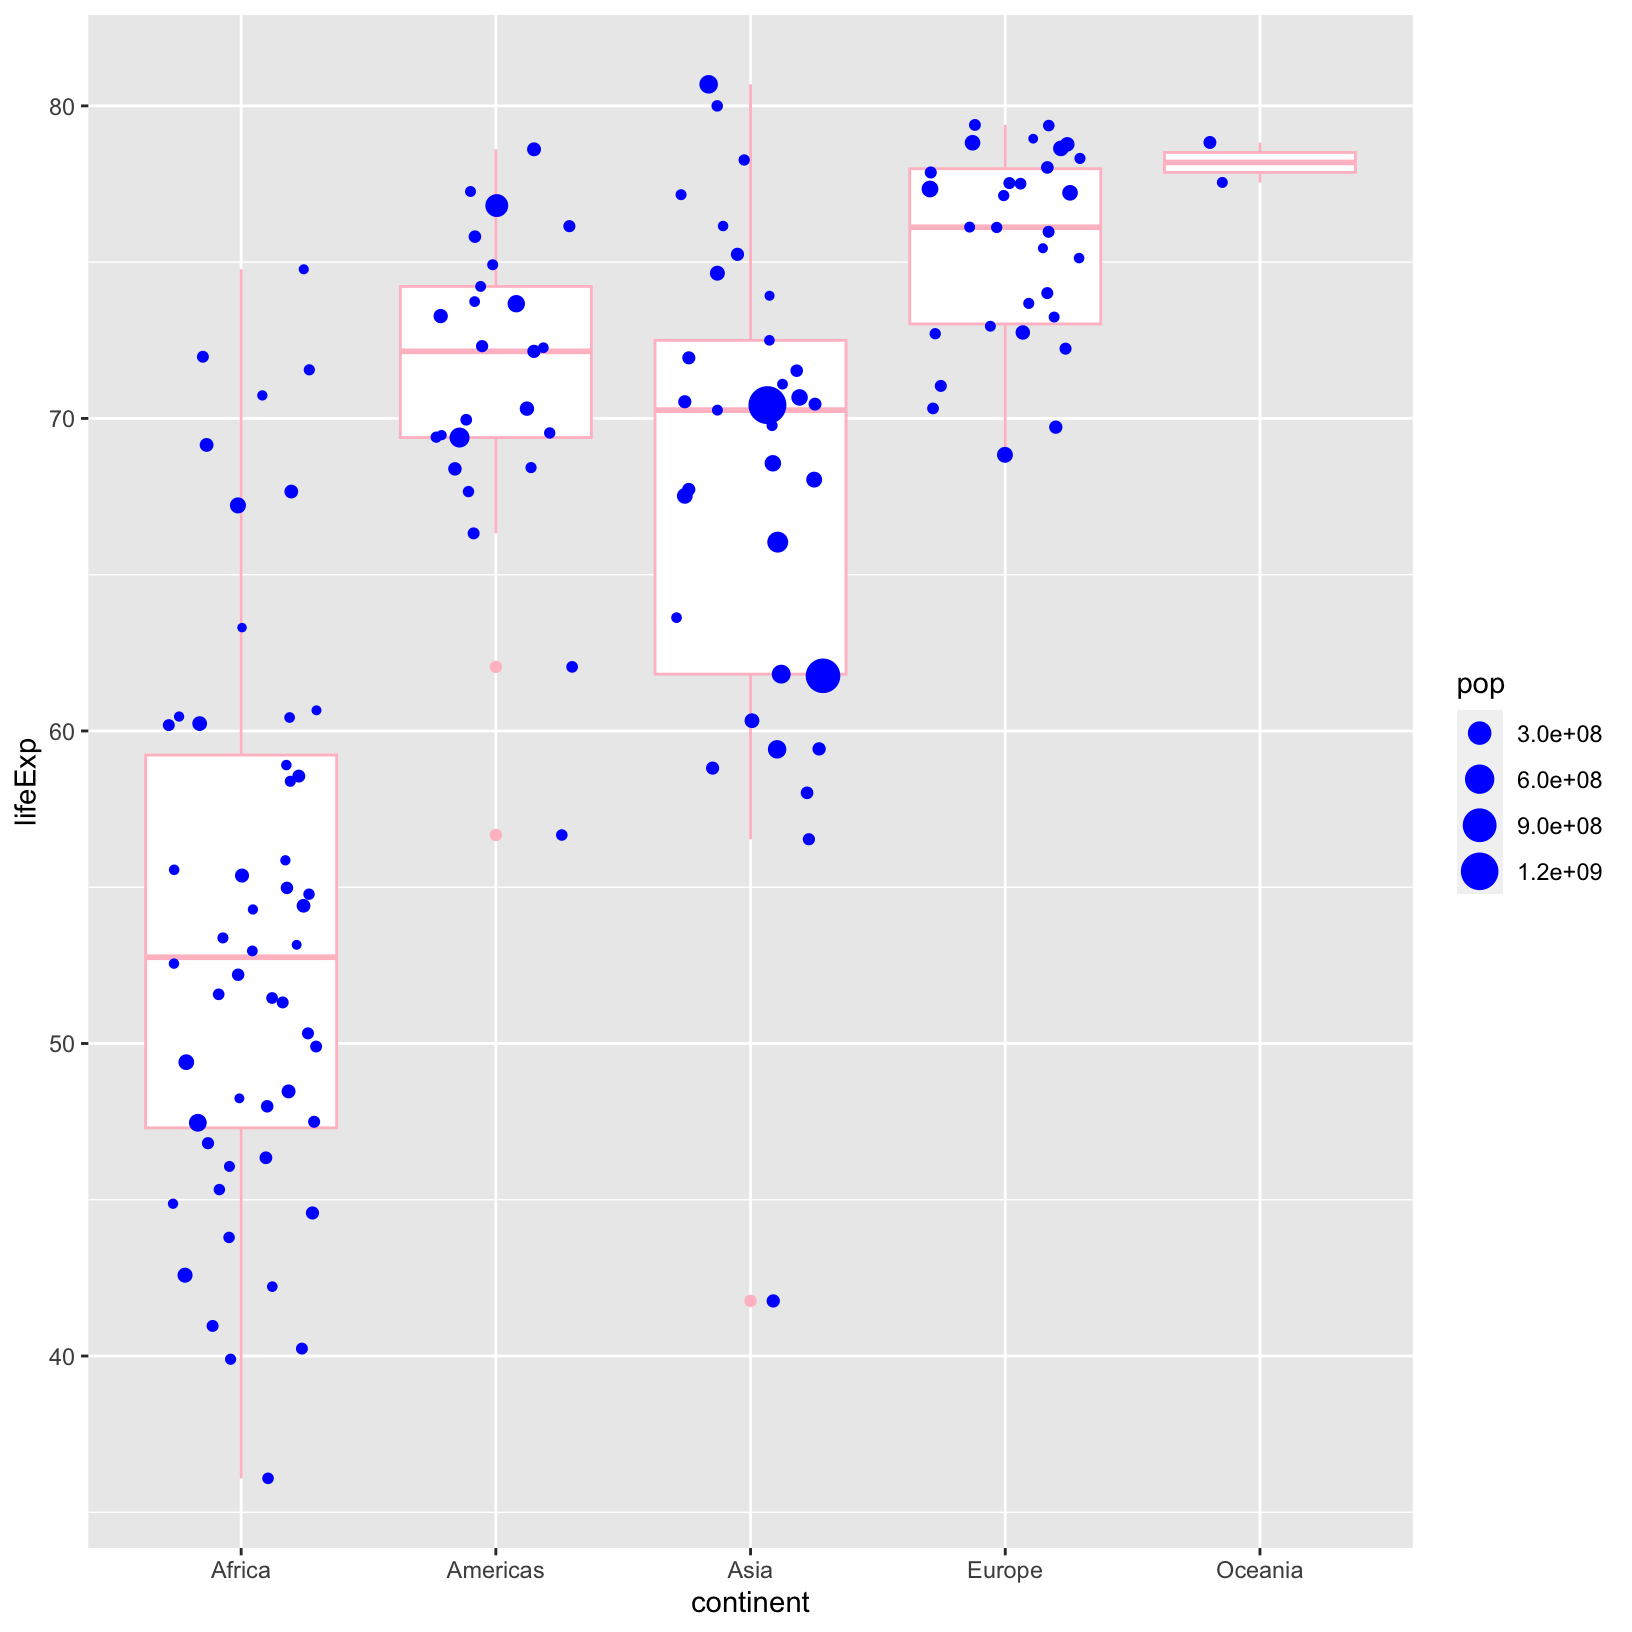 80
70
60
50
40
lifeExp
Africa Americas Asia Europe Oceania
continent
pop
3.0e+08
6.0e+08
9.0e+08
1.2e+09